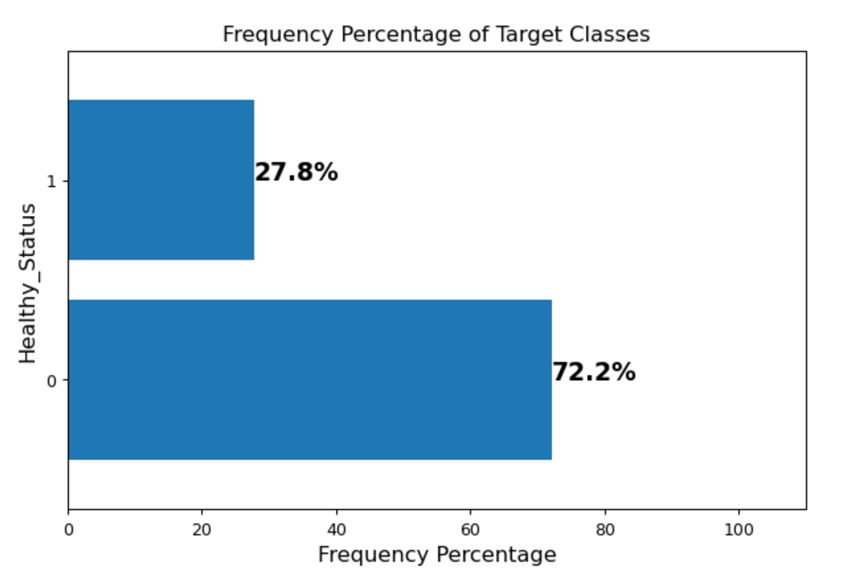 Frequency Percentage of Target Classes
Healthy_Status
1
27.8%
0
72.2%
0 20 40 60 80 100
Frequency Percentage